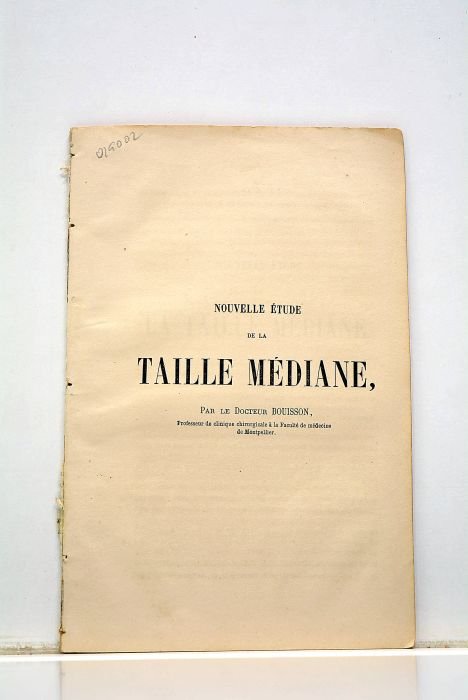 019002
NOUVELLE ÉTUDE
DE LA
TAILLE MÉDIANE,
PAR LE DOCTEUR BOUISSON,
Professeur de clinique chirurgicale à la Faculté de médecine
de Montpellier.